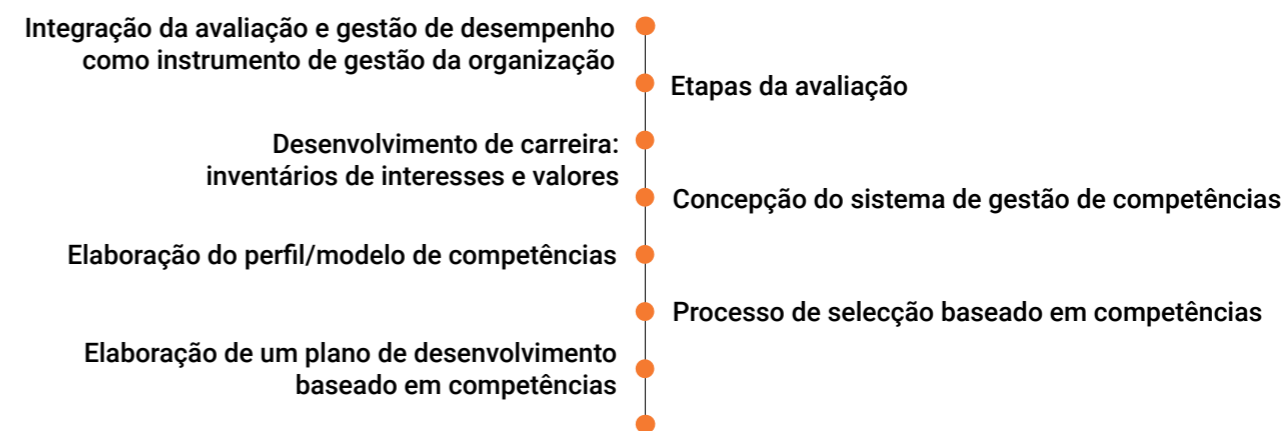 Integração da avaliação e gestão de desempenho
como instrumento de gestão da organização
Etapas da avaliação
Desenvolvimento de carreira:
inventários de interesses e valores
Concepção do sistema de gestão de competências
Elaboração do perfil/modelo de competências
Processo de selecção baseado em competências
Elaboração de um plano de desenvolvimento
baseado em competências